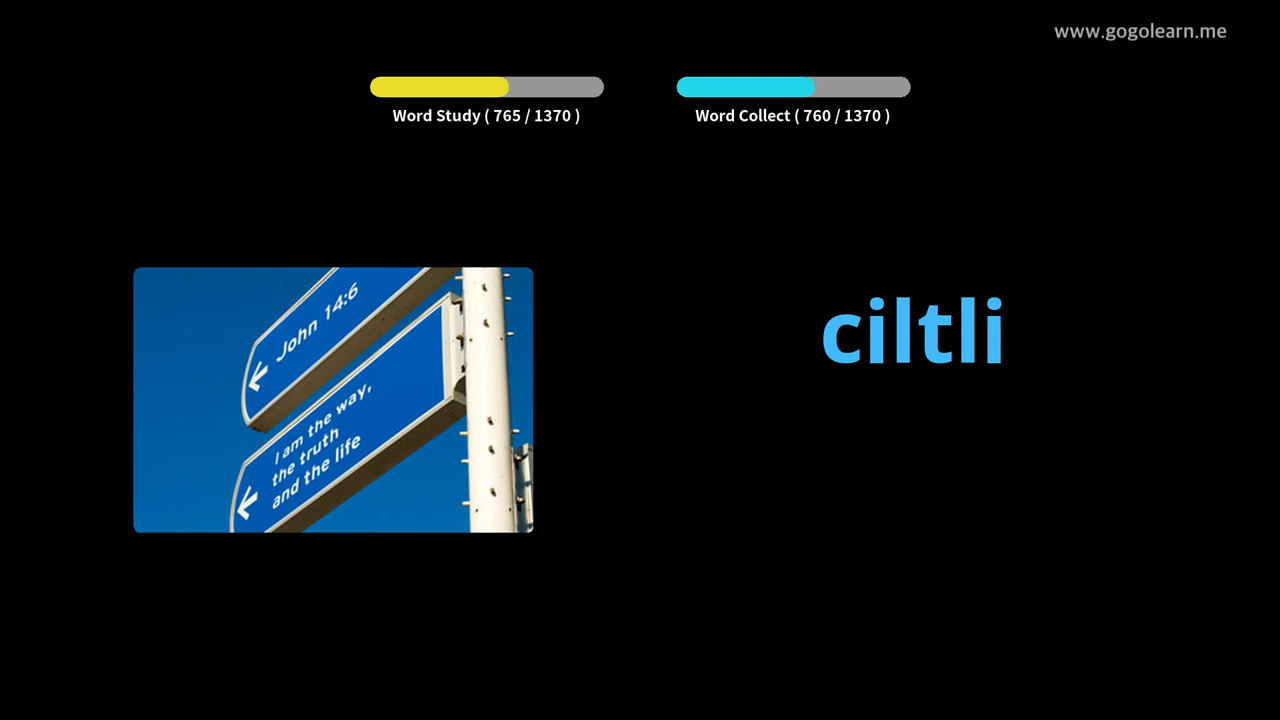 www.gogolearn.me
Word Study ( 765 / 1370 )
Word Collect ( 760 / 1370 )
John 14:6
I am the way,
the truth
and the life
ciltli